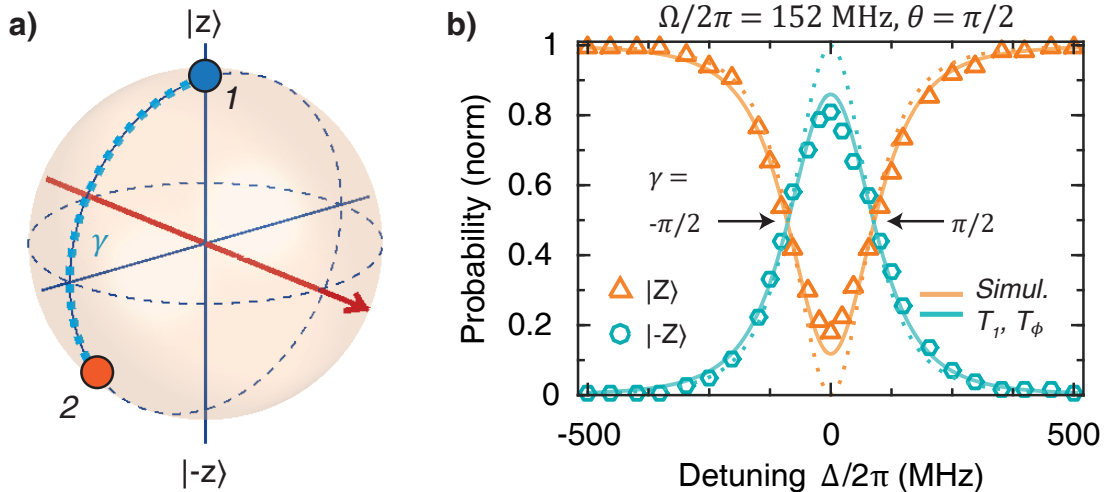 a)
|z⟩
1
γ
2
|-z⟩
b)
Ω/2π = 152 MHz, θ = π/2
Probability (norm)
1
0.8
0.6
0.4
0.2
0
γ =
-π/2
π/2
|Z⟩
|-Z⟩
Simul.
T₁, Tϕ
-500
0
500
Detuning Δ/2π (MHz)